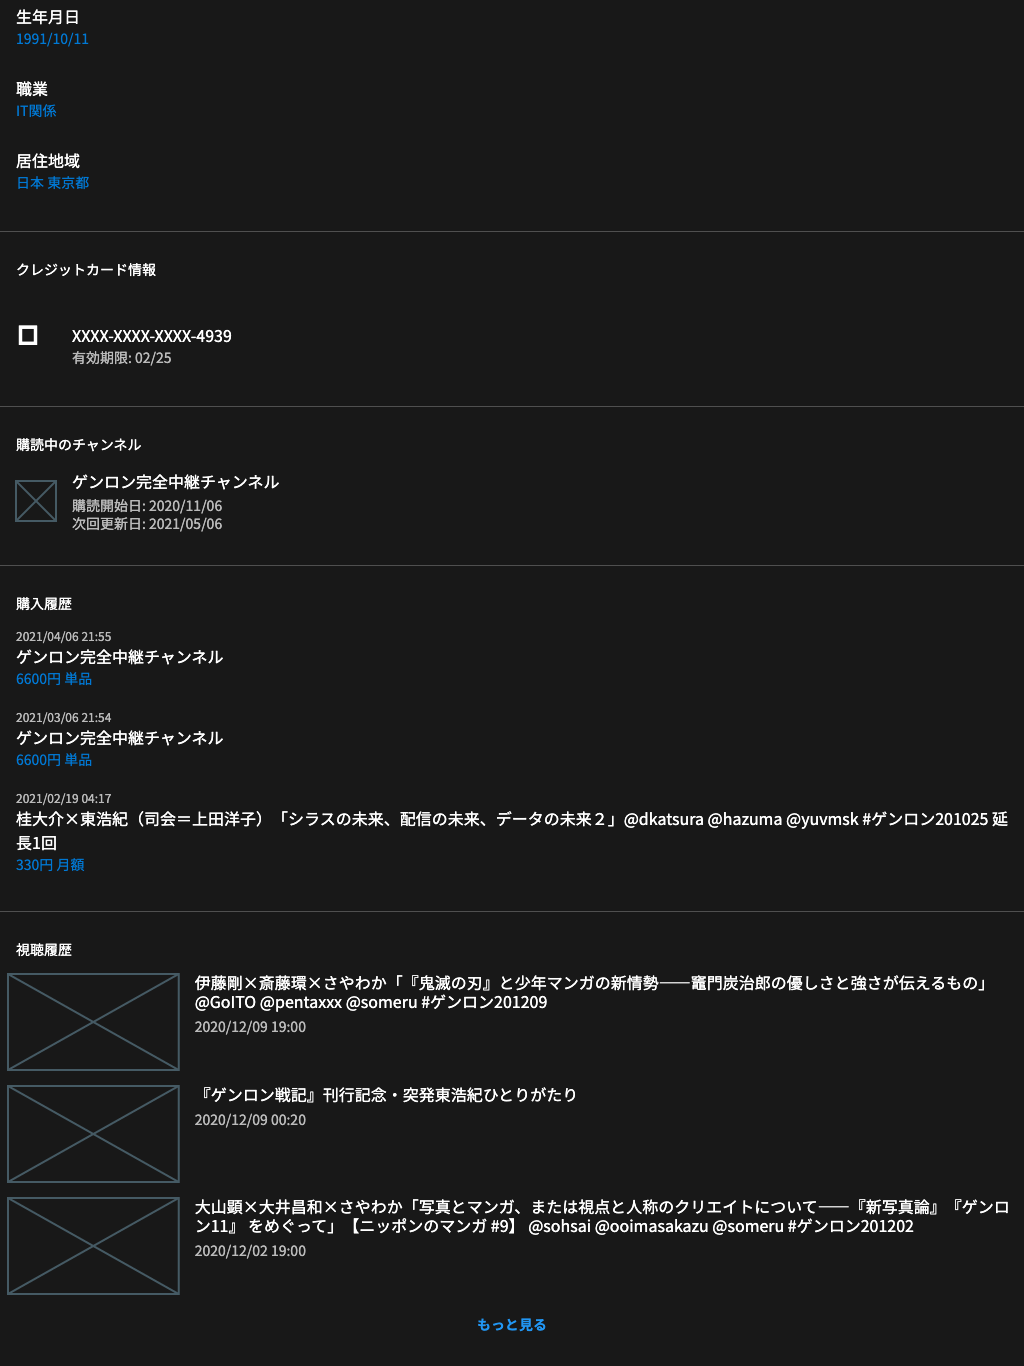 生年月日
1991/10/11
職業
IT関係
居住地域
日本 東京都
クレジットカード情報
XXXX-XXXX-XXXX-4939
有効期限: 02/25
購読中のチャンネル
ゲンロン完全中継チャンネル
購読開始日: 2020/11/06
次回更新日: 2021/05/06
購入履歴
2021/04/06 21:55
ゲンロン完全中継チャンネル
6600円 単品
2021/03/06 21:54
ゲンロン完全中継チャンネル
6600円 単品
2021/02/19 04:17
桂大介×東浩紀（司会＝上田洋子）「シラスの未来、配信の未来、データの未来２」@dkatsura @hazuma @yuvmsk #ゲンロン201025 延
長1回
330円 月額
視聴履歴
伊藤剛×斎藤環×さやわか「『鬼滅の刃』と少年マンガの新情勢——竈門炭治郎の優しさと強さが伝えるもの」
@GoITO @pentaxxx @someru #ゲンロン201209
2020/12/09 19:00
『ゲンロン戦記』刊行記念・突発東浩紀ひとりがたり
2020/12/09 00:20
大山顕×大井昌和×さやわか「写真とマンガ、または視点と人称のクリエイトについて——『新写真論』『ゲンロ
ン11』 をめぐって」【ニッポンのマンガ #9】 @sohsai @ooimasakazu @someru #ゲンロン201202
2020/12/02 19:00
もっと見る